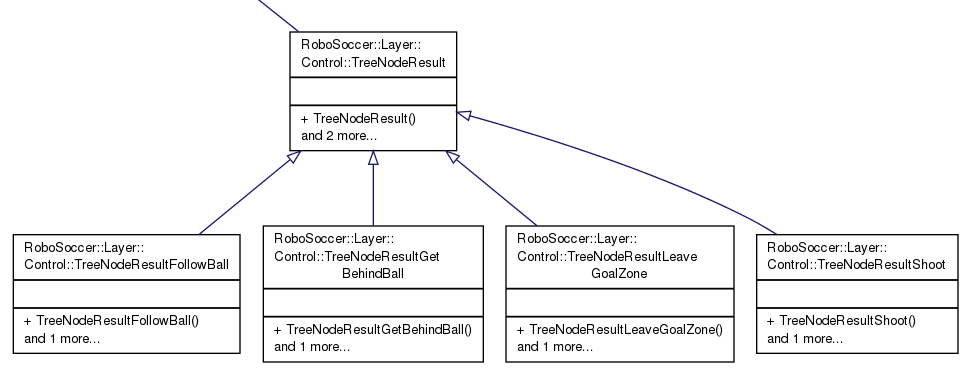 RoboSoccer::Layer::
Control::TreeNodeResult
+ TreeNodeResult()
and 2 more...
RoboSoccer::Layer::
Control::TreeNodeResultFollowBall
+ TreeNodeResultFollowBall()
and 1 more...
RoboSoccer::Layer::
Control::TreeNodeResultGet
BehindBall
+ TreeNodeResultGetBehindBall()
and 1 more...
RoboSoccer::Layer::
Control::TreeNodeResultLeave
GoalZone
+ TreeNodeResultLeaveGoalZone()
and 1 more...
RoboSoccer::Layer::
Control::TreeNodeResultShoot
+ TreeNodeResultShoot()
and 1 more...